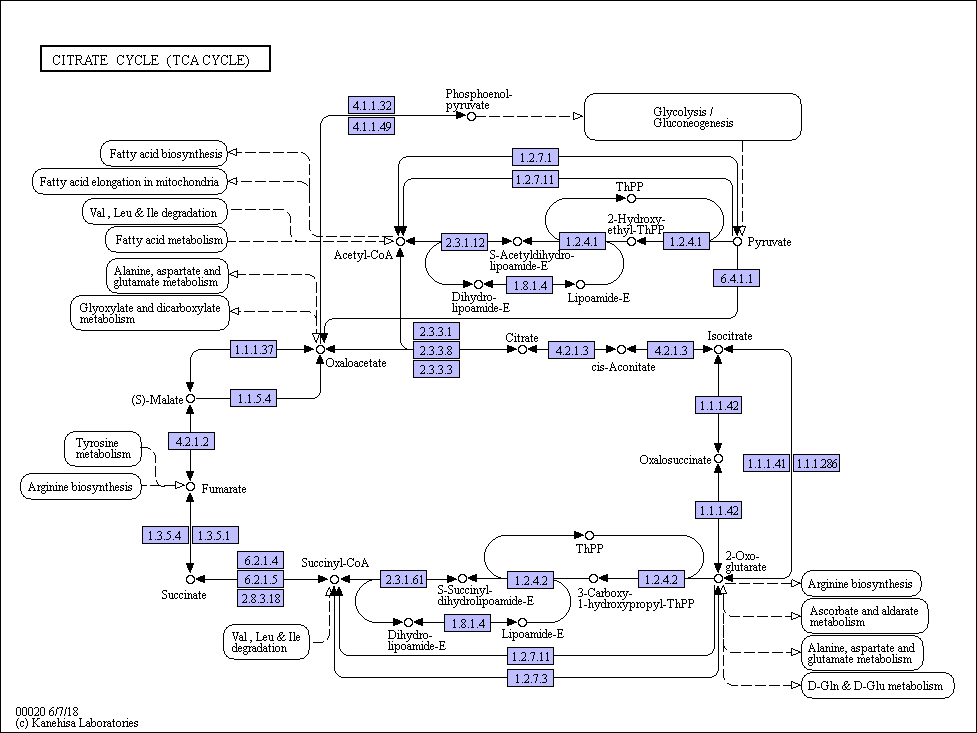 CITRATE CYCLE (TCA CYCLE)
Phosphoenol-
pyruvate
4.1.1.32
4.1.1.49
Glycolysis /
Gluconeogenesis
Fatty acid biosynthesis
Fatty acid elongation in mitochondria
Val , Leu & Ile degradation
Fatty acid metabolism
Alanine, aspartate and
glutamate metabolism
Glyoxylate and dicarboxylate
metabolism
1.2.7.1
1.2.7.11
ThPP
2-Hydroxy-
ethyl-ThPP
Acetyl-CoA
2.3.1.12
S-Acetyldihydro-
lipoamide-E
1.2.4.1
1.2.4.1
Pyruvate
Dihydro-
lipoamide-E
1.8.1.4
Lipoamide-E
6.4.1.1
1.1.1.37
Oxaloacetate
2.3.3.1
2.3.3.8
2.3.3.3
Citrate
4.2.1.3
cis-Aconitate
4.2.1.3
Isocitrate
(S)-Malate
1.1.5.4
1.1.1.42
4.2.1.2
Tyrosine
metabolism
Arginine biosynthesis
Fumarate
Oxalosuccinate
1.1.1.41
1.1.1.286
1.1.1.42
1.3.5.4
1.3.5.1
6.2.1.4
6.2.1.5
2.8.3.18
Succinate
Succinyl-CoA
2.3.1.61
S-Succinyl-
dihydrolipoamide-E
1.2.4.2
ThPP
3-Carboxy-
1-hydroxypropyl-ThPP
1.2.4.2
2-Oxo-
glutarate
Dihydro-
lipoamide-E
1.8.1.4
Lipoamide-E
Val , Leu & Ile
degradation
1.2.7.11
1.2.7.3
Arginine biosynthesis
Ascorbate and aldarate
metabolism
Alanine, aspartate and
glutamate metabolism
D-Gln & D-Glu metabolism
00020 6/7/18
(c) Kanehisa Laboratories